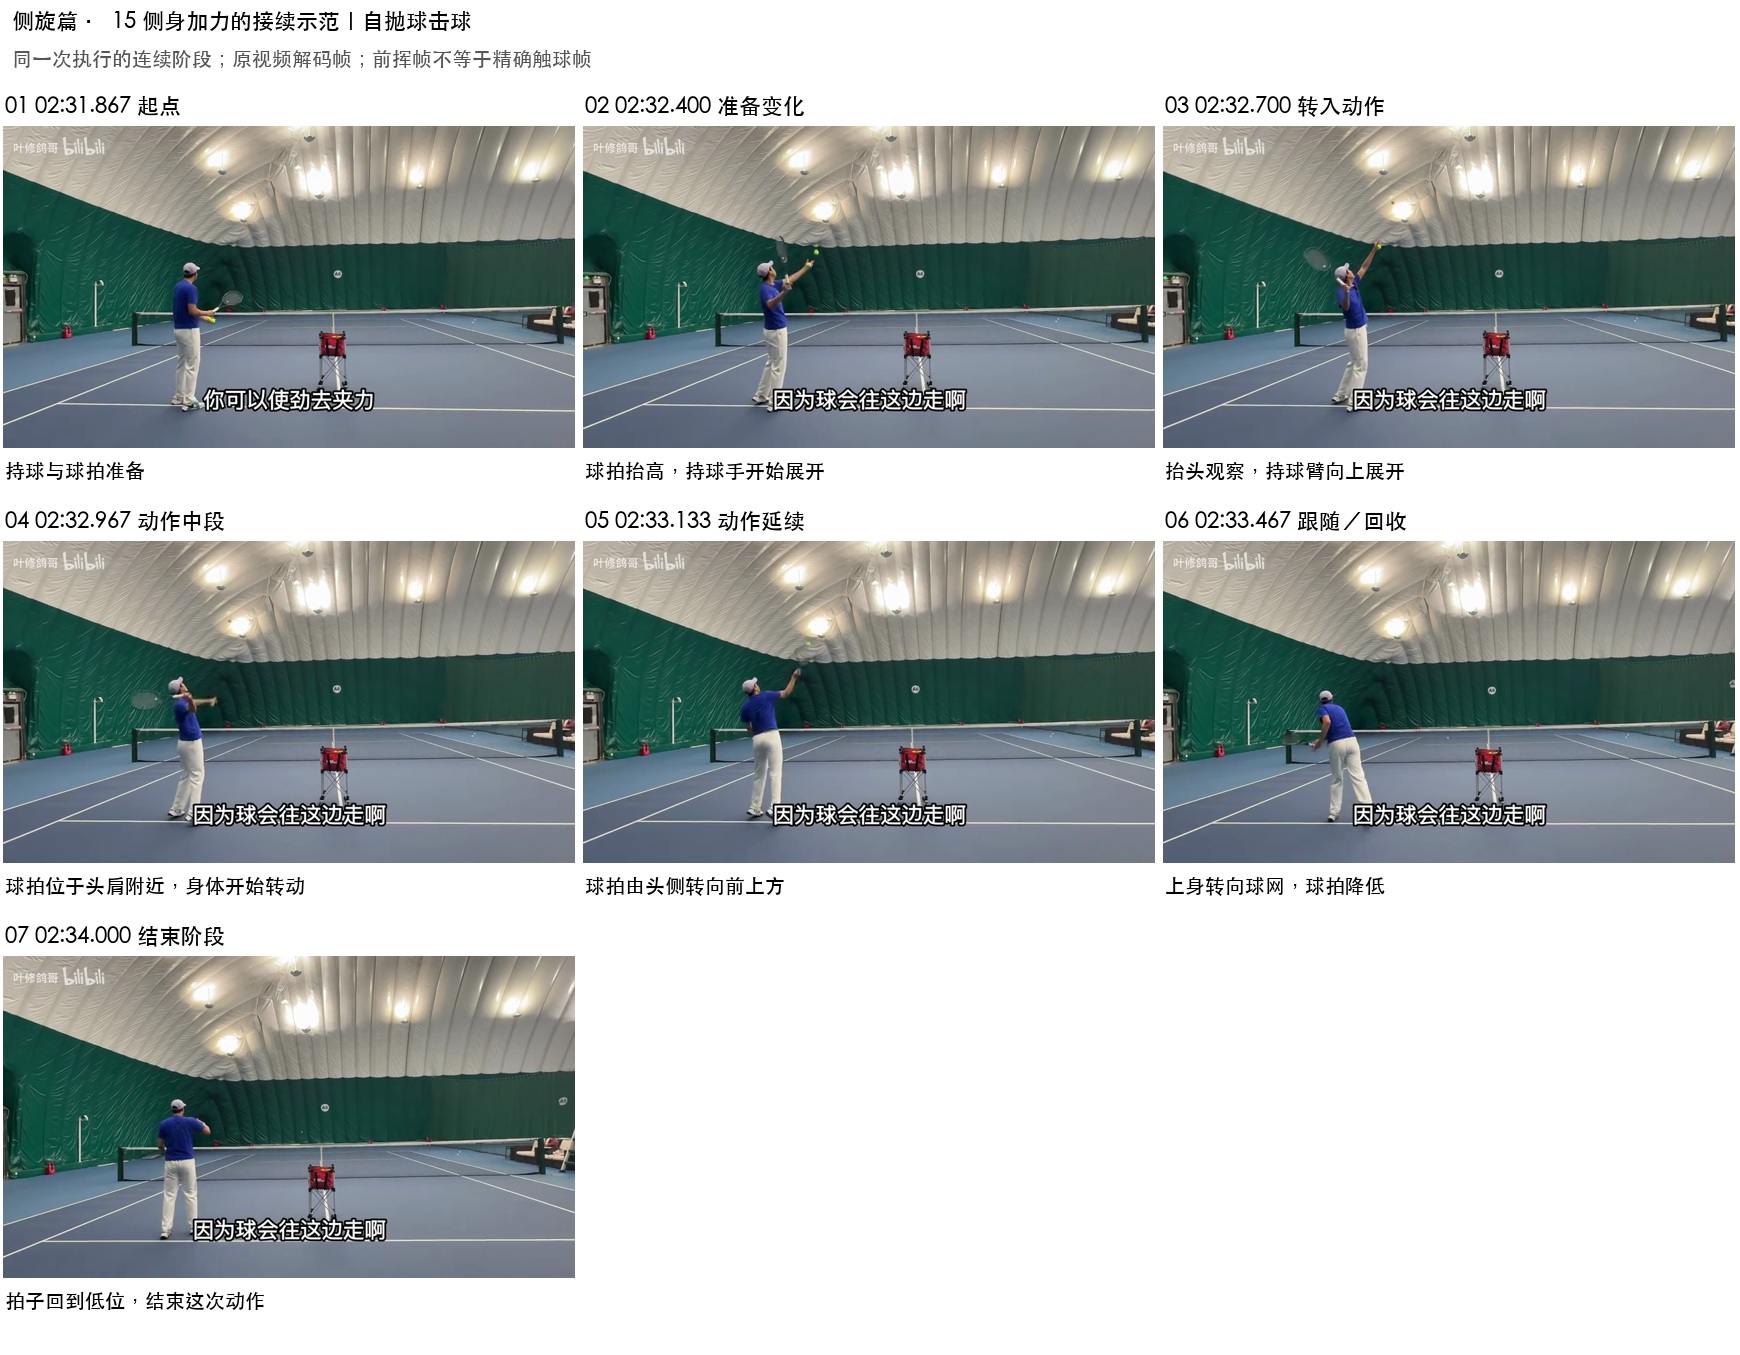 侧旋篇· 15 侧身加力的接续示范｜自抛球击球
同一次执行的连续阶段；原视频解码帧；前挥帧不等于精确触球帧
01 02:31.867 起点
02 02:32.400 准备变化
03 02:32.700 转入动作
叶修鸽哥 bilibili
叶修鸽哥 bilibili
叶修鸽哥 bilibili
你可以使劲去夹力
因为球会往这边走啊
因为球会往这边走啊
持球与球拍准备
球拍抬高，持球手开始展开
抬头观察，持球臂向上展开
04 02:32.967 动作中段
05 02:33.133 动作延续
06 02:33.467 跟随／回收
叶修鸽哥 bilibili
叶修鸽哥 bilibili
叶修鸽哥 bilibili
因为球会往这边走啊
因为球会往这边走啊
因为球会往这边走啊
球拍位于头肩附近，身体开始转动
球拍由头侧转向前上方
上身转向球网，球拍降低
07 02:34.000 结束阶段
叶修鸽哥 bilibili
因为球会往这边走啊
拍子回到低位，结束这次动作